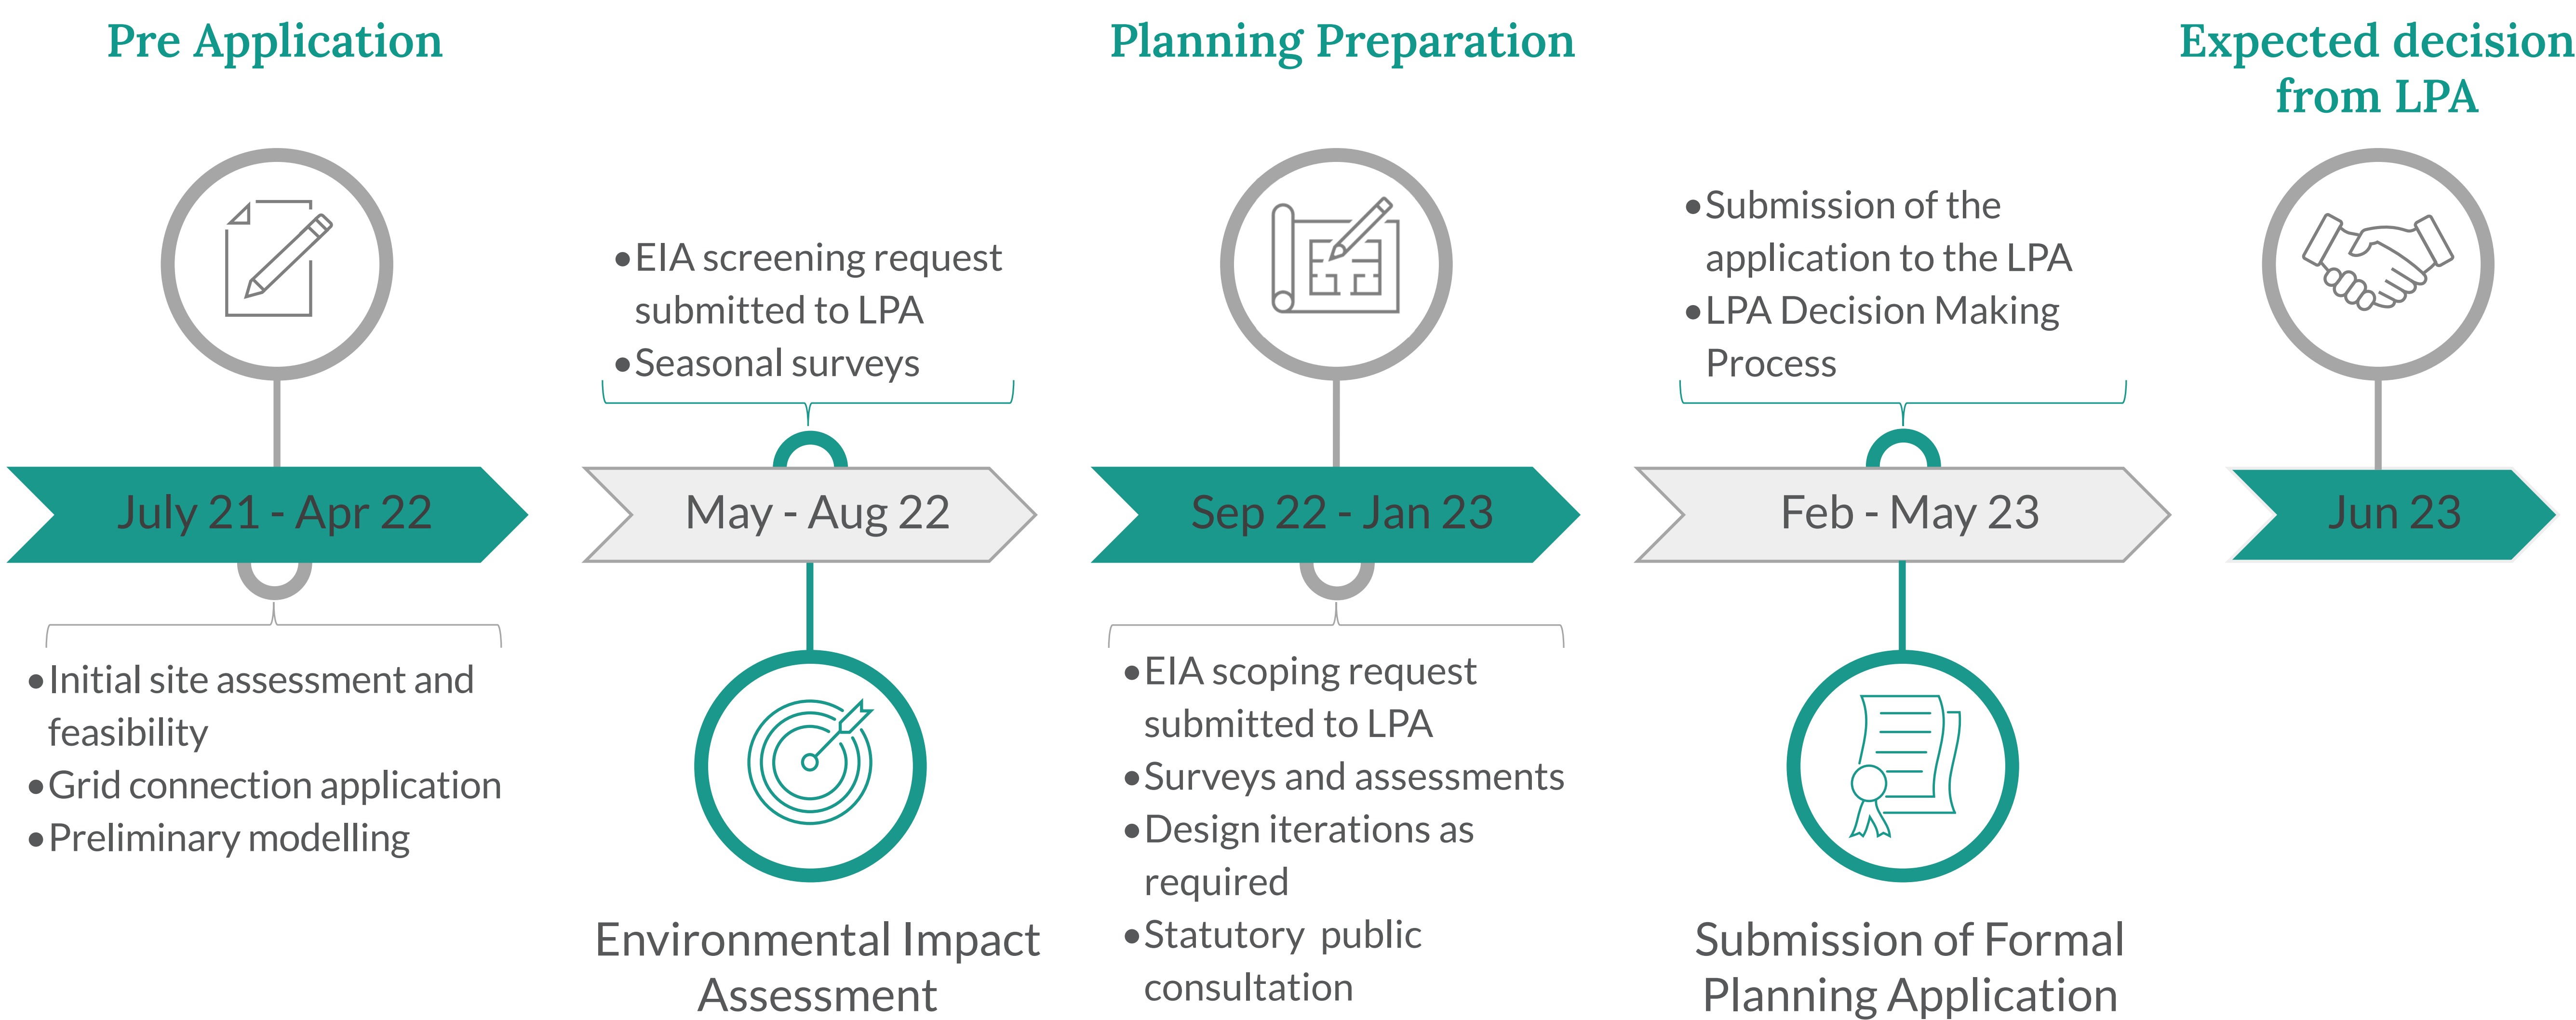 Pre Application
July 21 - Apr 22
•Initial site assessment and
feasibility
•Grid connection application
•Preliminary modelling
•EIA screening request
submitted to LPA
•Seasonal surveys
May - Aug 22
Environmental Impact
Assessment
Planning Preparation
Sep 22 - Jan 23
•EIA scoping request
submitted to LPA
•Surveys and assessments
•Design iterations as
required
•Statutory public
consultation
•Submission of the
application to the LPA
•LPA Decision Making
Process
Feb - May 23
Submission of Formal
Planning Application
Expected decision
from LPA
Jun 23